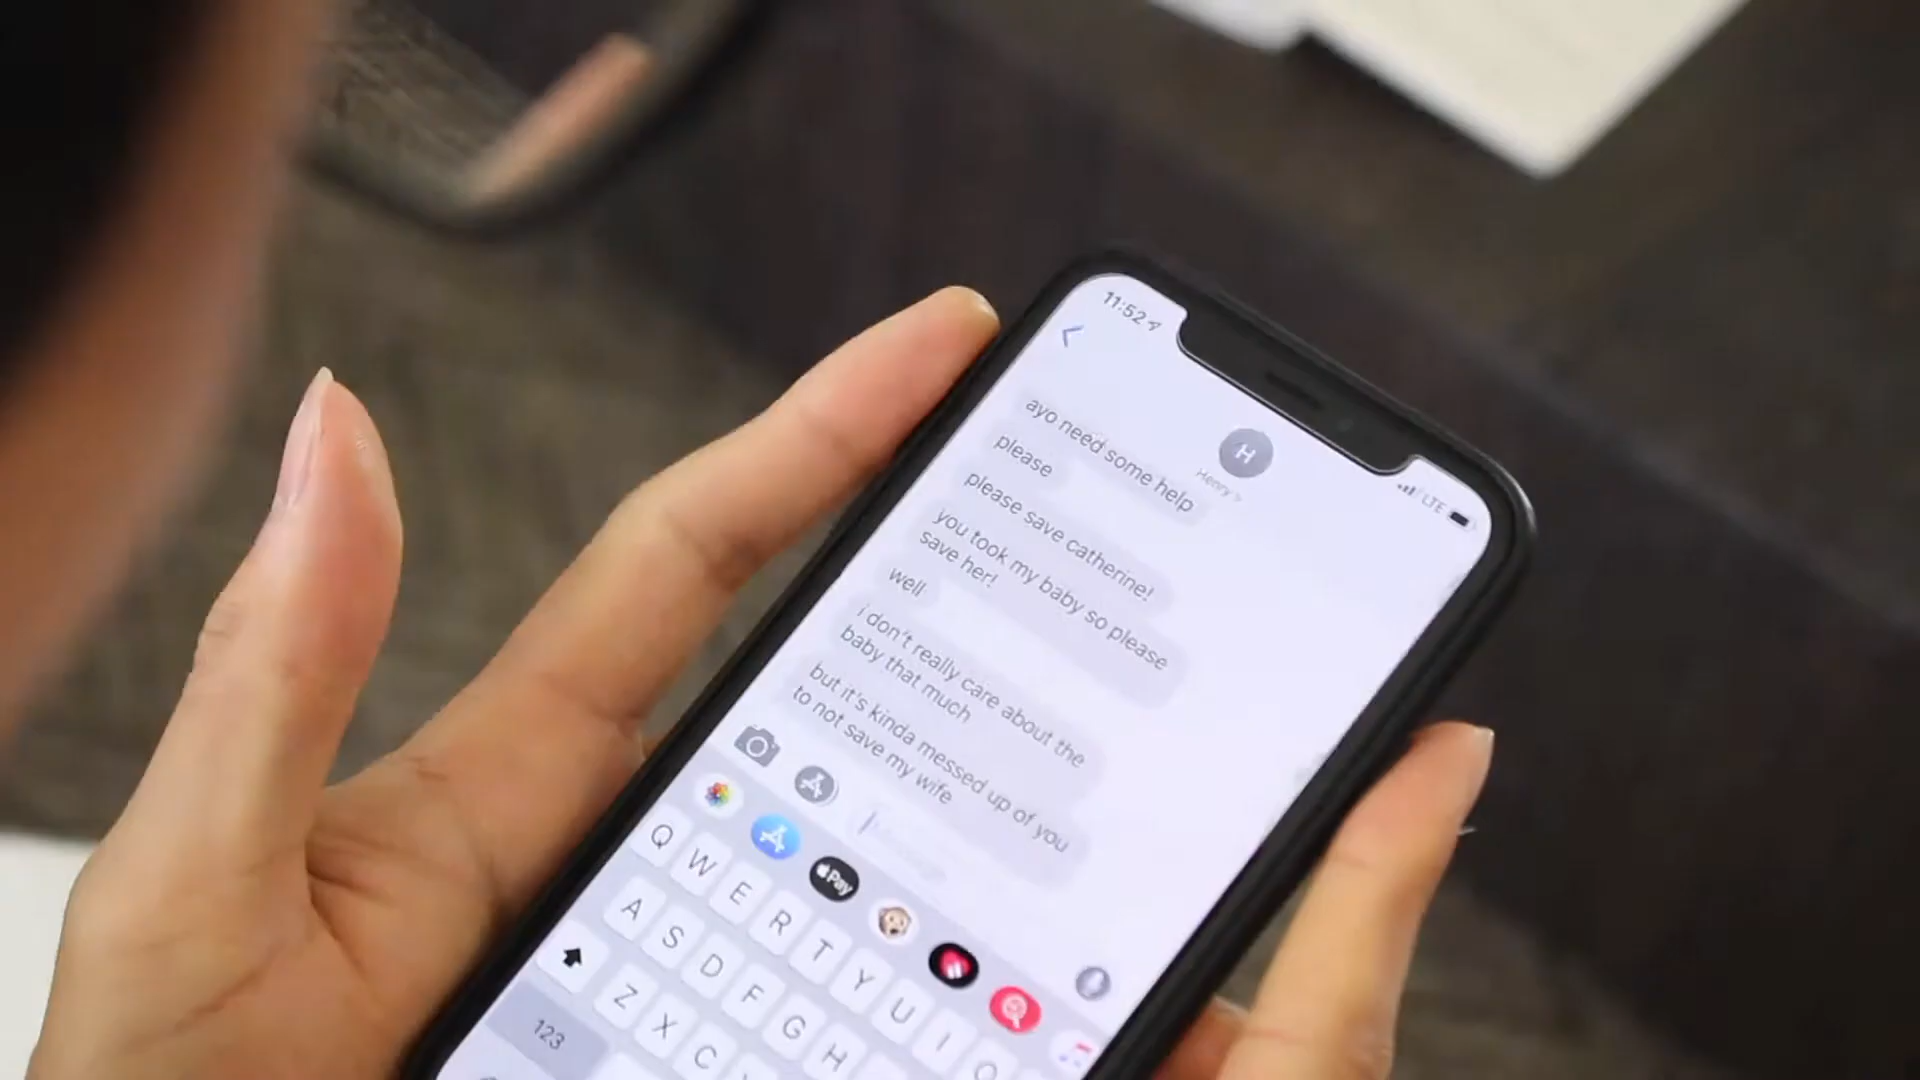 11:52
LTE
H
Henry >
ayo need some help
please
please save catherine!
you took my baby so please
save her!
well
i don't really care about the
baby that much
but it's kinda messed up of you
to not save my wife
Pay
Q W E R T Y U I O
A S D F G H
Z X C
123